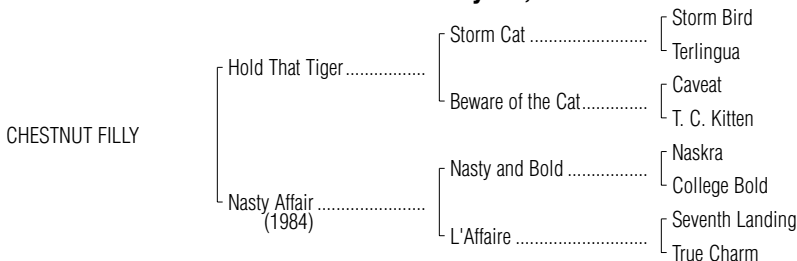 Storm Bird
Storm Cat .........................
Terlingua
Hold That Tiger.................
Caveat
Beware of the Cat..............
T. C. Kitten
CHESTNUT FILLY
Naskra
Nasty and Bold .................
College Bold
Nasty Affair .......................
(1984)
Seventh Landing
L'Affaire ............................
True Charm